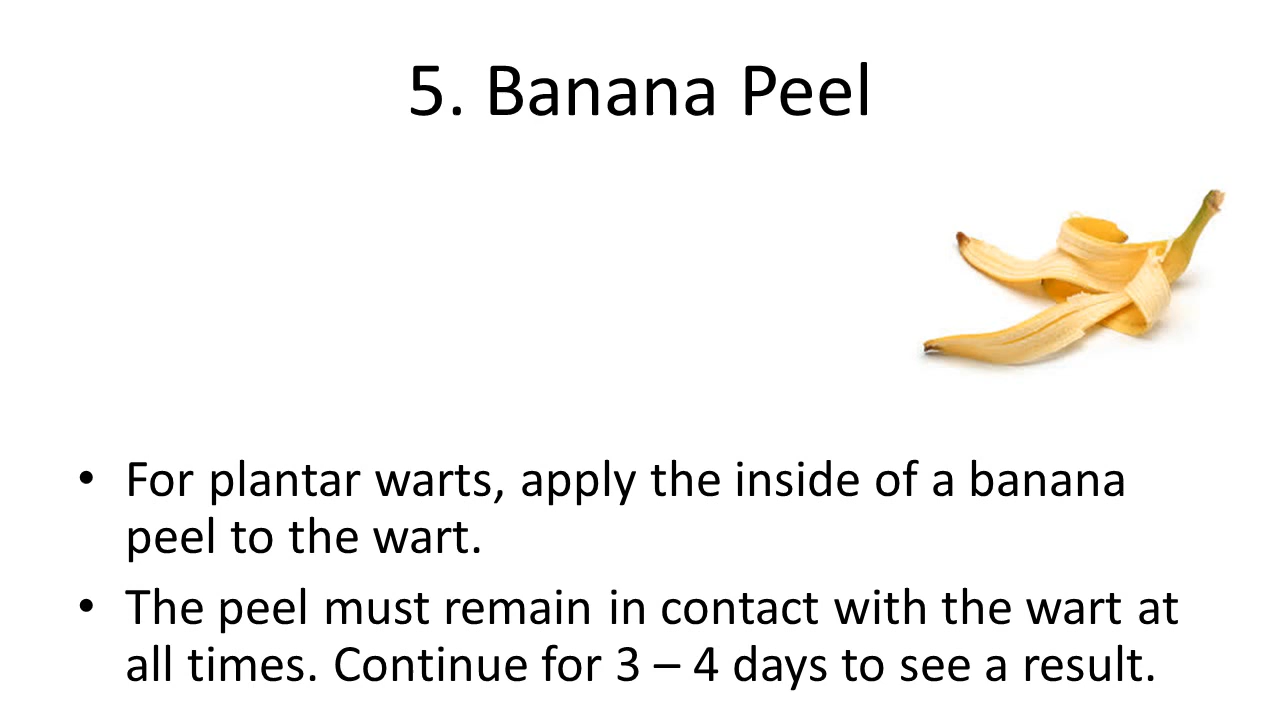 5. Banana Peel
• For plantar warts, apply the inside of a banana
peel to the wart.
• The peel must remain in contact with the wart at
all times. Continue for 3 – 4 days to see a result.